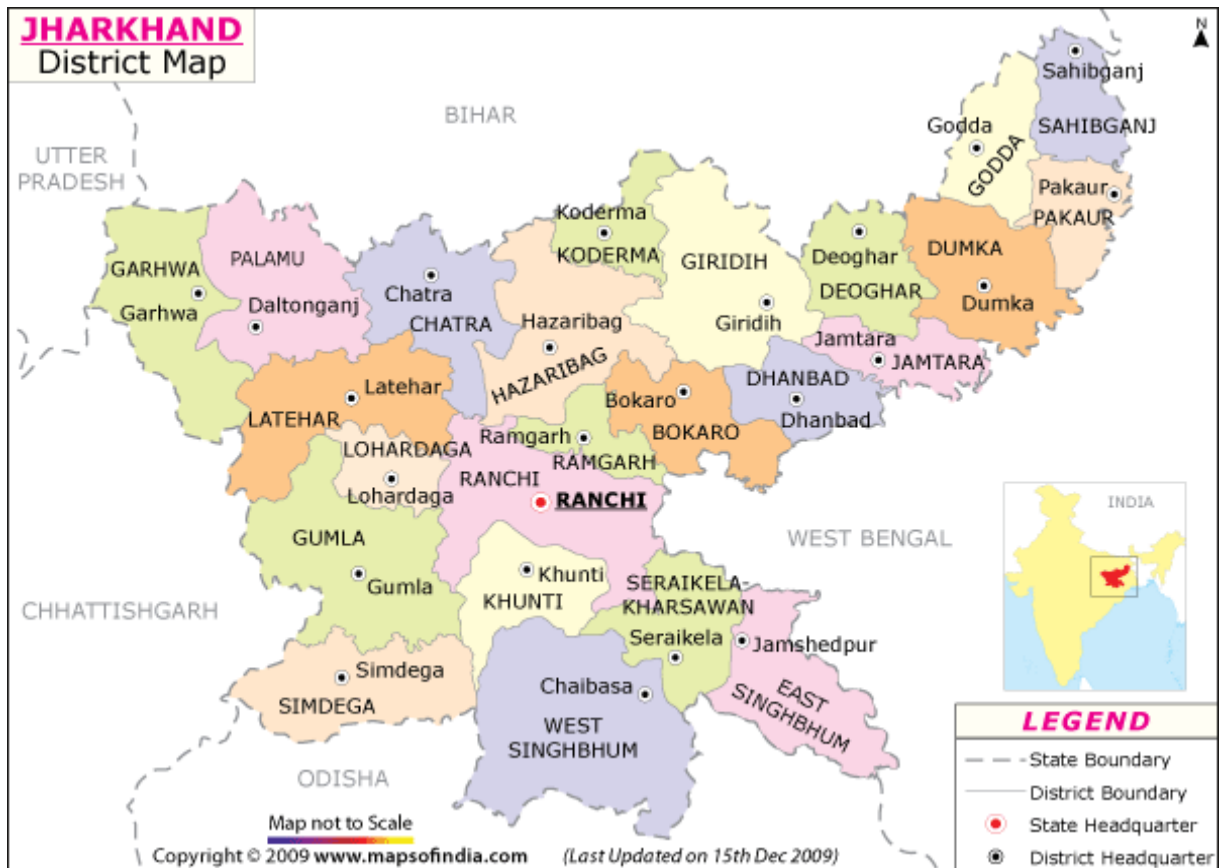 JHARKHAND
District Map
N
BIHAR
UTTER
PRADESH
Sahibganj
SAHIBGANJ
Godda
GODDA
Pakaur
PAKAUR
Koderma
KODERMA
GARHWA
Garhwa
PALAMU
Daltonganj
Chatra
CHATRA
GIRIDIH
Giridih
Deoghar
DEOGHAR
DUMKA
Dumka
Hazaribag
HAZARIBAG
Jamtara
JAMTARA
Latehar
LATEHAR
Bokaro
BOKARO
DHANBAD
Dhanbad
LOHARDAGA
Lohardaga
Ramgarh
RAMGARH
RANCHI
RANCHI
GUMLA
Gumla
Khunti
KHUNTI
WEST BENGAL
INDIA
CHHATTISHGARH
SERAIKELA-
KHARSAWAN
Seraikela
Jamshedpur
EAST
SINGHBHUM
Simdega
SIMDEGA
Chaibasa
WEST
SINGHBHUM
ODISHA
LEGEND
State Boundary
District Boundary
State Headquarter
District Headquarter
Map not to Scale
Copyright © 2009 www.mapsofindia.com (Last Updated on 15th Dec 2009)